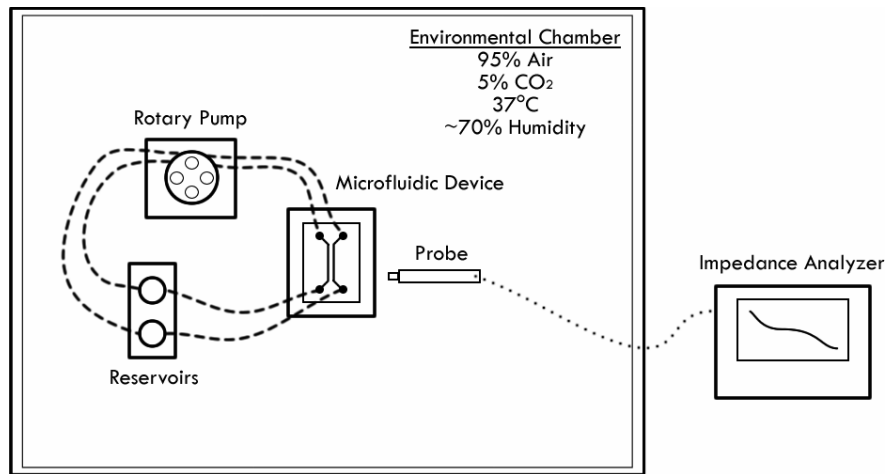 Environmental Chamber
95% Air
5% CO₂
37°C
~70% Humidity
Rotary Pump
Microfluidic Device
Probe
Impedance Analyzer
Reservoirs